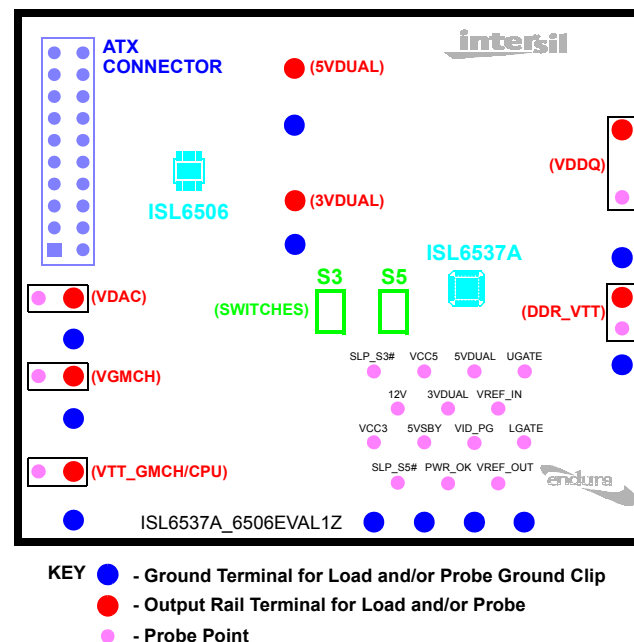 ATX
CONNECTOR
intersil
(5VDUAL)
(VDDQ)
ISL6506
(3VDUAL)
ISL6537A
S3 S5
(VDAC)
(SWITCHES)
(DDR_VTT)
SLP_S3# VCC5 5VDUAL UGATE
(VGMCH)
12V 3VDUAL VREF_IN
VCC3 5VSBY VID_PG LGATE
(VTT_GMCH/CPU)
SLP_S5# PWR_OK VREF_OUT
endura
ISL6537A_6506EVAL1Z
KEY - Ground Terminal for Load and/or Probe Ground Clip
- Output Rail Terminal for Load and/or Probe
- Probe Point